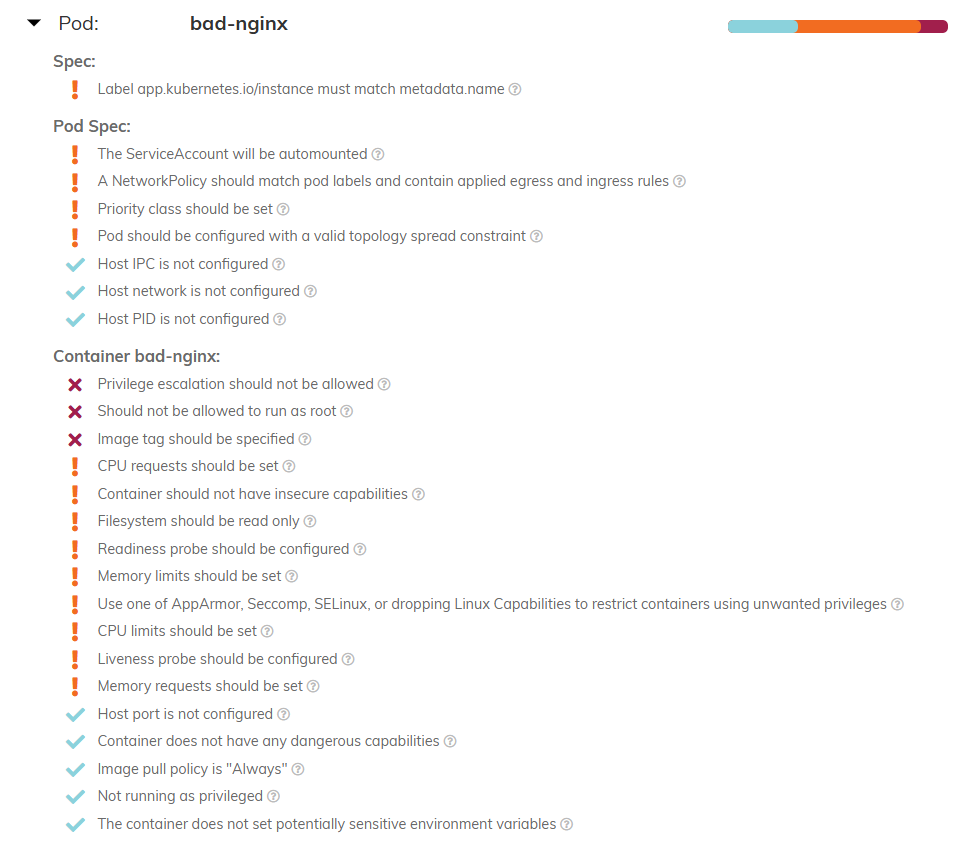 Pod: bad-nginx
Spec:
Label app.kubernetes.io/instance must match metadata.name
Pod Spec:
The ServiceAccount will be automounted
A NetworkPolicy should match pod labels and contain applied egress and ingress rules
Priority class should be set
Pod should be configured with a valid topology spread constraint
Host IPC is not configured
Host network is not configured
Host PID is not configured
Container bad-nginx:
Privilege escalation should not be allowed
Should not be allowed to run as root
Image tag should be specified
CPU requests should be set
Container should not have insecure capabilities
Filesystem should be read only
Readiness probe should be configured
Memory limits should be set
Use one of AppArmor, Seccomp, SELinux, or dropping Linux Capabilities to restrict containers using unwanted privileges
CPU limits should be set
Liveness probe should be configured
Memory requests should be set
Host port is not configured
Container does not have any dangerous capabilities
Image pull policy is "Always"
Not running as privileged
The container does not set potentially sensitive environment variables